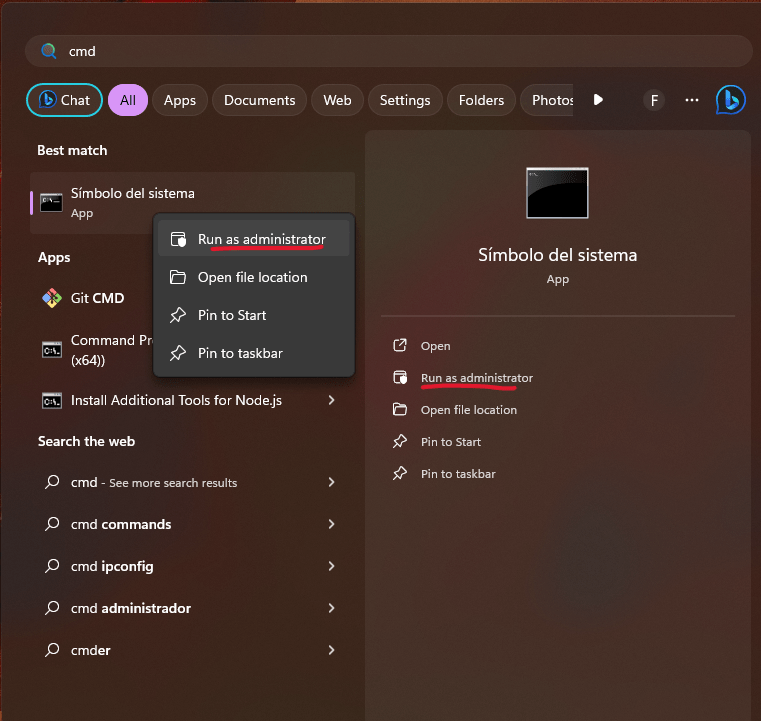 cmd
Chat
All
Apps
Documents
Web
Settings
Folders
Photos
F
Best match
Símbolo del sistema
App
Run as administrator
Open file location
Pin to Start
Pin to taskbar
Apps
Git CMD
Command Pr
(x64))
Install Additional Tools for Node.js
Search the web
cmd - See more search results
cmd commands
cmd ipconfig
cmd administrador
cmder
Símbolo del sistema
App
Open
Run as administrator
Open file location
Pin to Start
Pin to taskbar